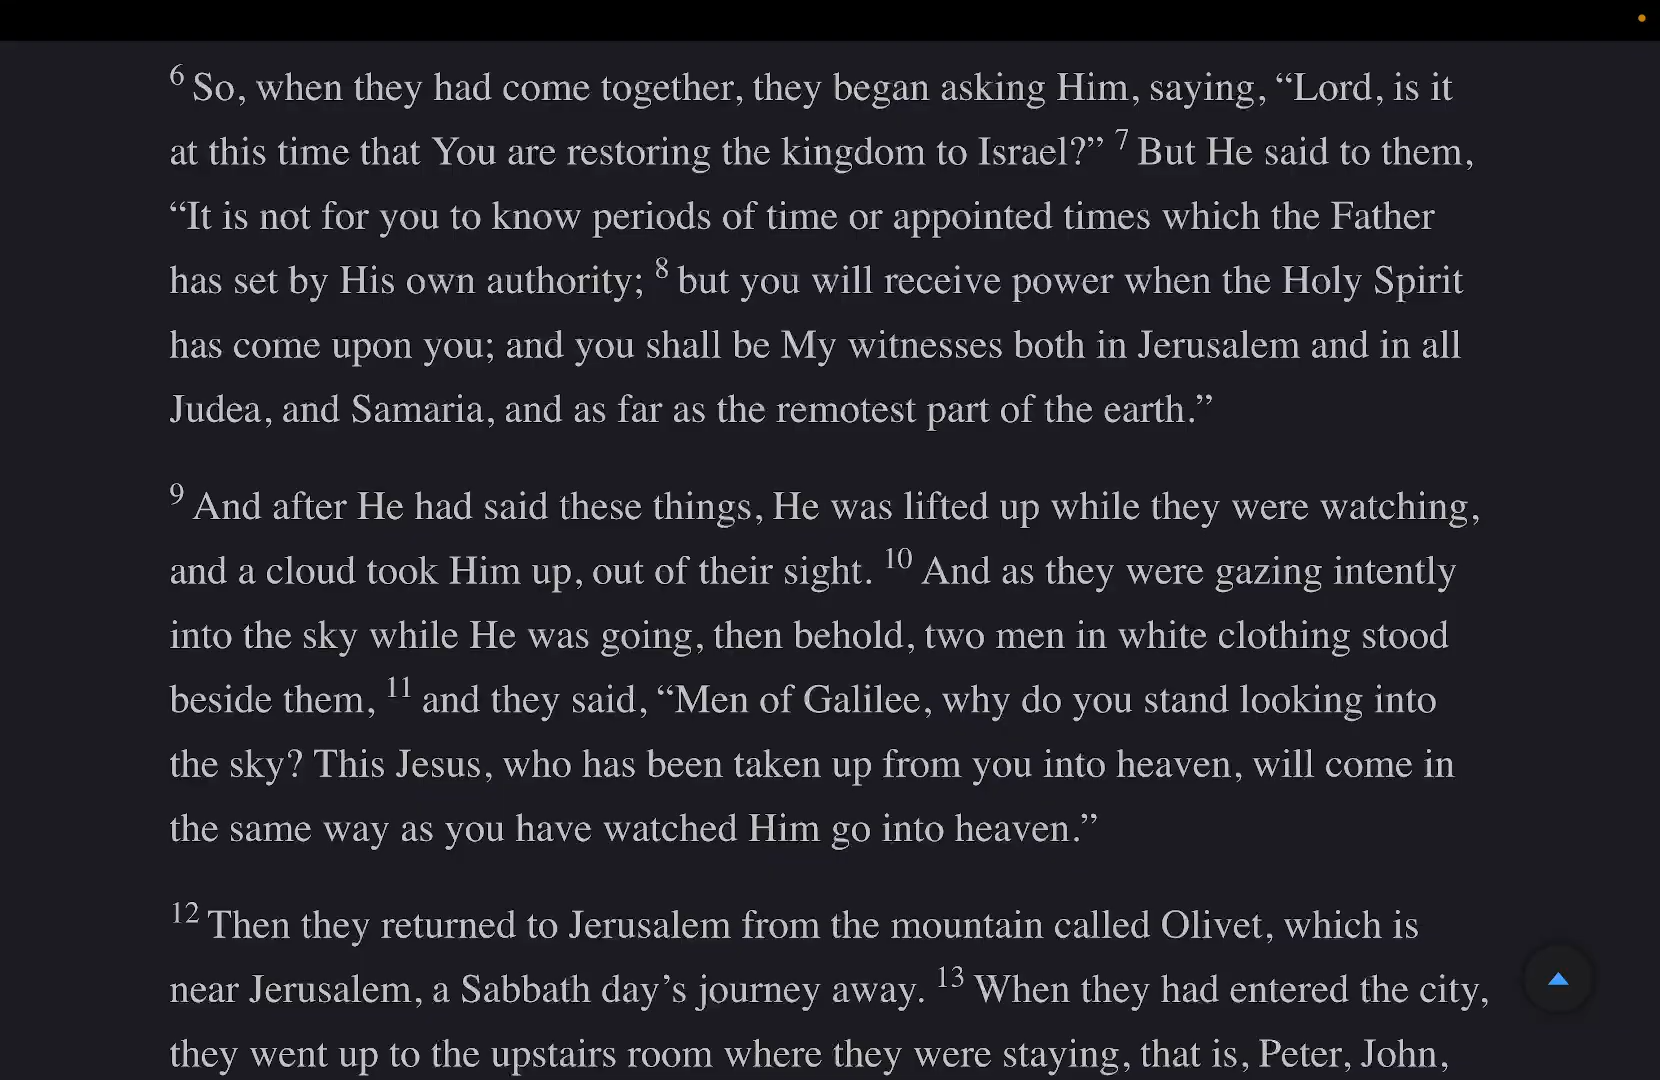 6 So, when they had come together, they began asking Him, saying, “Lord, is it
at this time that You are restoring the kingdom to Israel?” 7 But He said to them,
“It is not for you to know periods of time or appointed times which the Father
has set by His own authority; 8 but you will receive power when the Holy Spirit
has come upon you; and you shall be My witnesses both in Jerusalem and in all
Judea, and Samaria, and as far as the remotest part of the earth.”
9 And after He had said these things, He was lifted up while they were watching,
and a cloud took Him up, out of their sight. 10 And as they were gazing intently
into the sky while He was going, then behold, two men in white clothing stood
beside them, 11 and they said, “Men of Galilee, why do you stand looking into
the sky? This Jesus, who has been taken up from you into heaven, will come in
the same way as you have watched Him go into heaven.”
12 Then they returned to Jerusalem from the mountain called Olivet, which is
near Jerusalem, a Sabbath day’s journey away. 13 When they had entered the city,
they went up to the upstairs room where they were staying, that is, Peter, John,